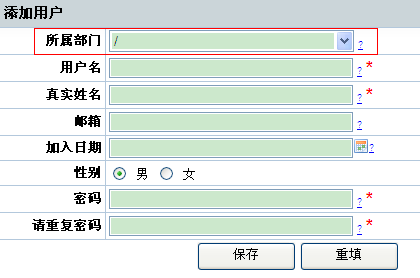 添加用户
所属部门 / ?
用户名 ? *
真实姓名 ? *
邮箱 ?
加入日期 ?
性别 男 女
密码 ? *
请重复密码 ? *
保存 重填